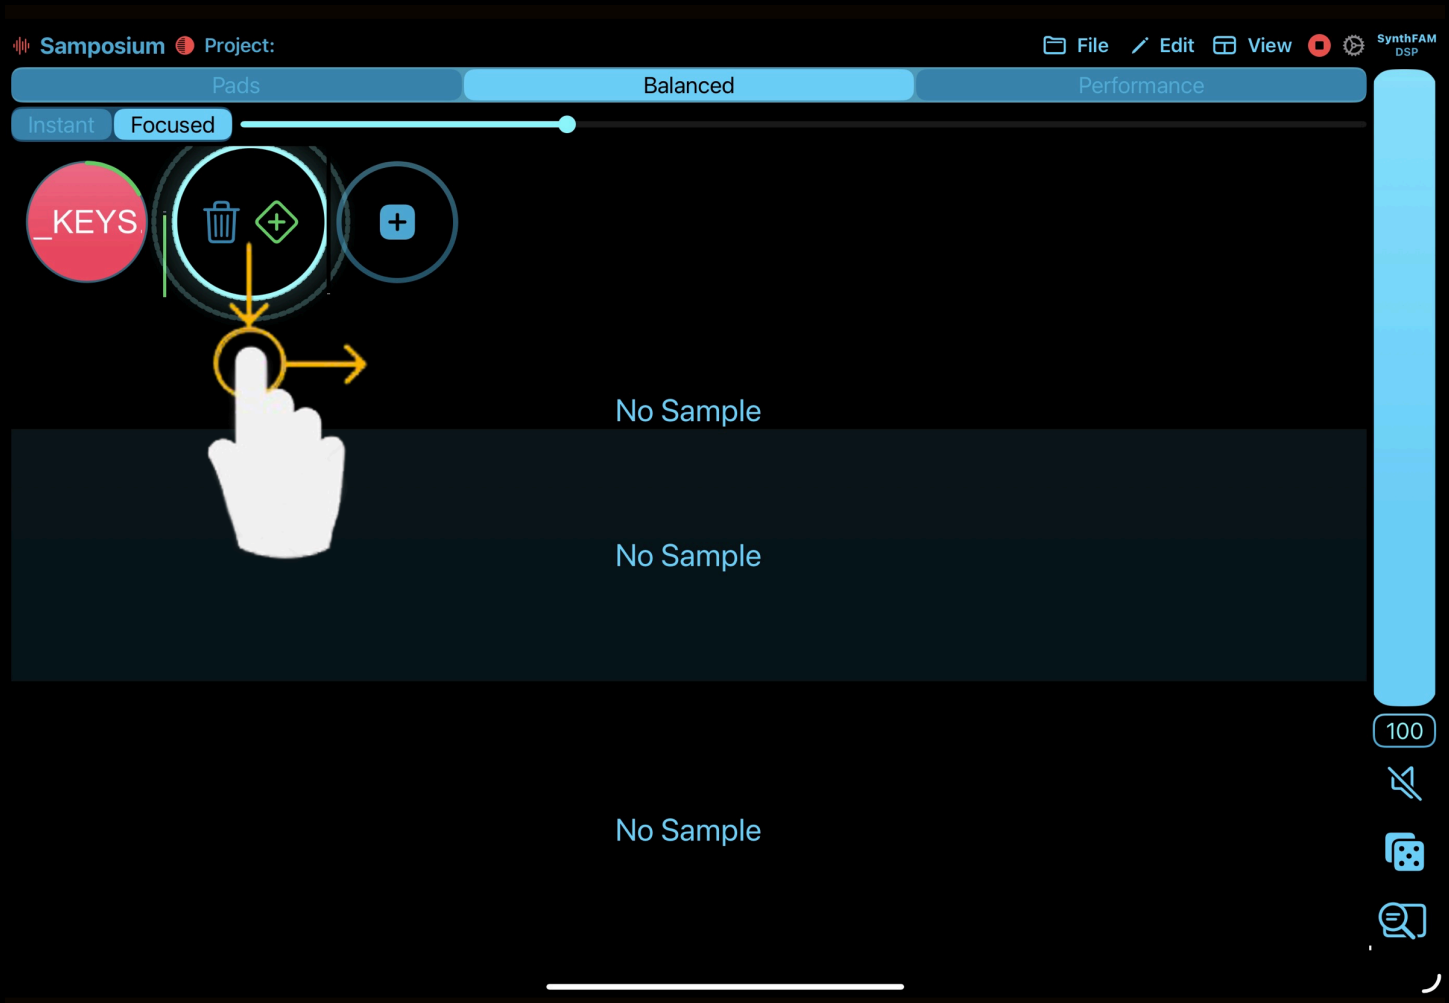 Samposium Project: File Edit View SynthFAM
DSP
Pads Balanced Performance
Instant Focused
_KEYS
No Sample
No Sample
100
No Sample